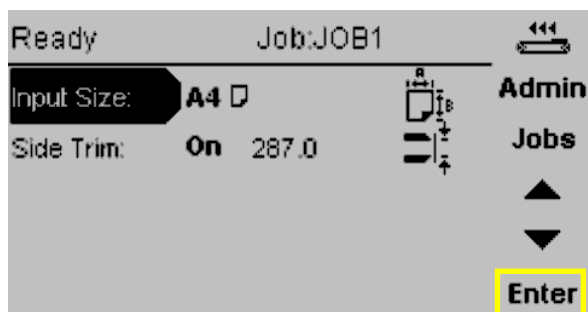 Ready Job:JOB1
Admin
Input Size: A4
A
B
Jobs
Side Trim: On 287.0
Enter